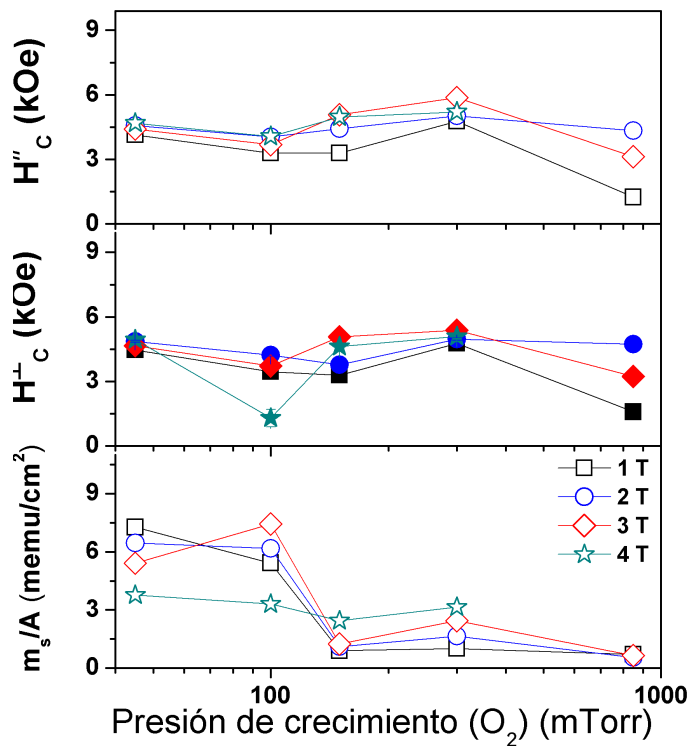 9
6
3
0
H″C (kOe)
9
6
3
0
H⊥C (kOe)
9
6
3
0
ms/A (memu/cm²)
1 T
2 T
3 T
4 T
100
1000
Presión de crecimiento (O₂) (mTorr)